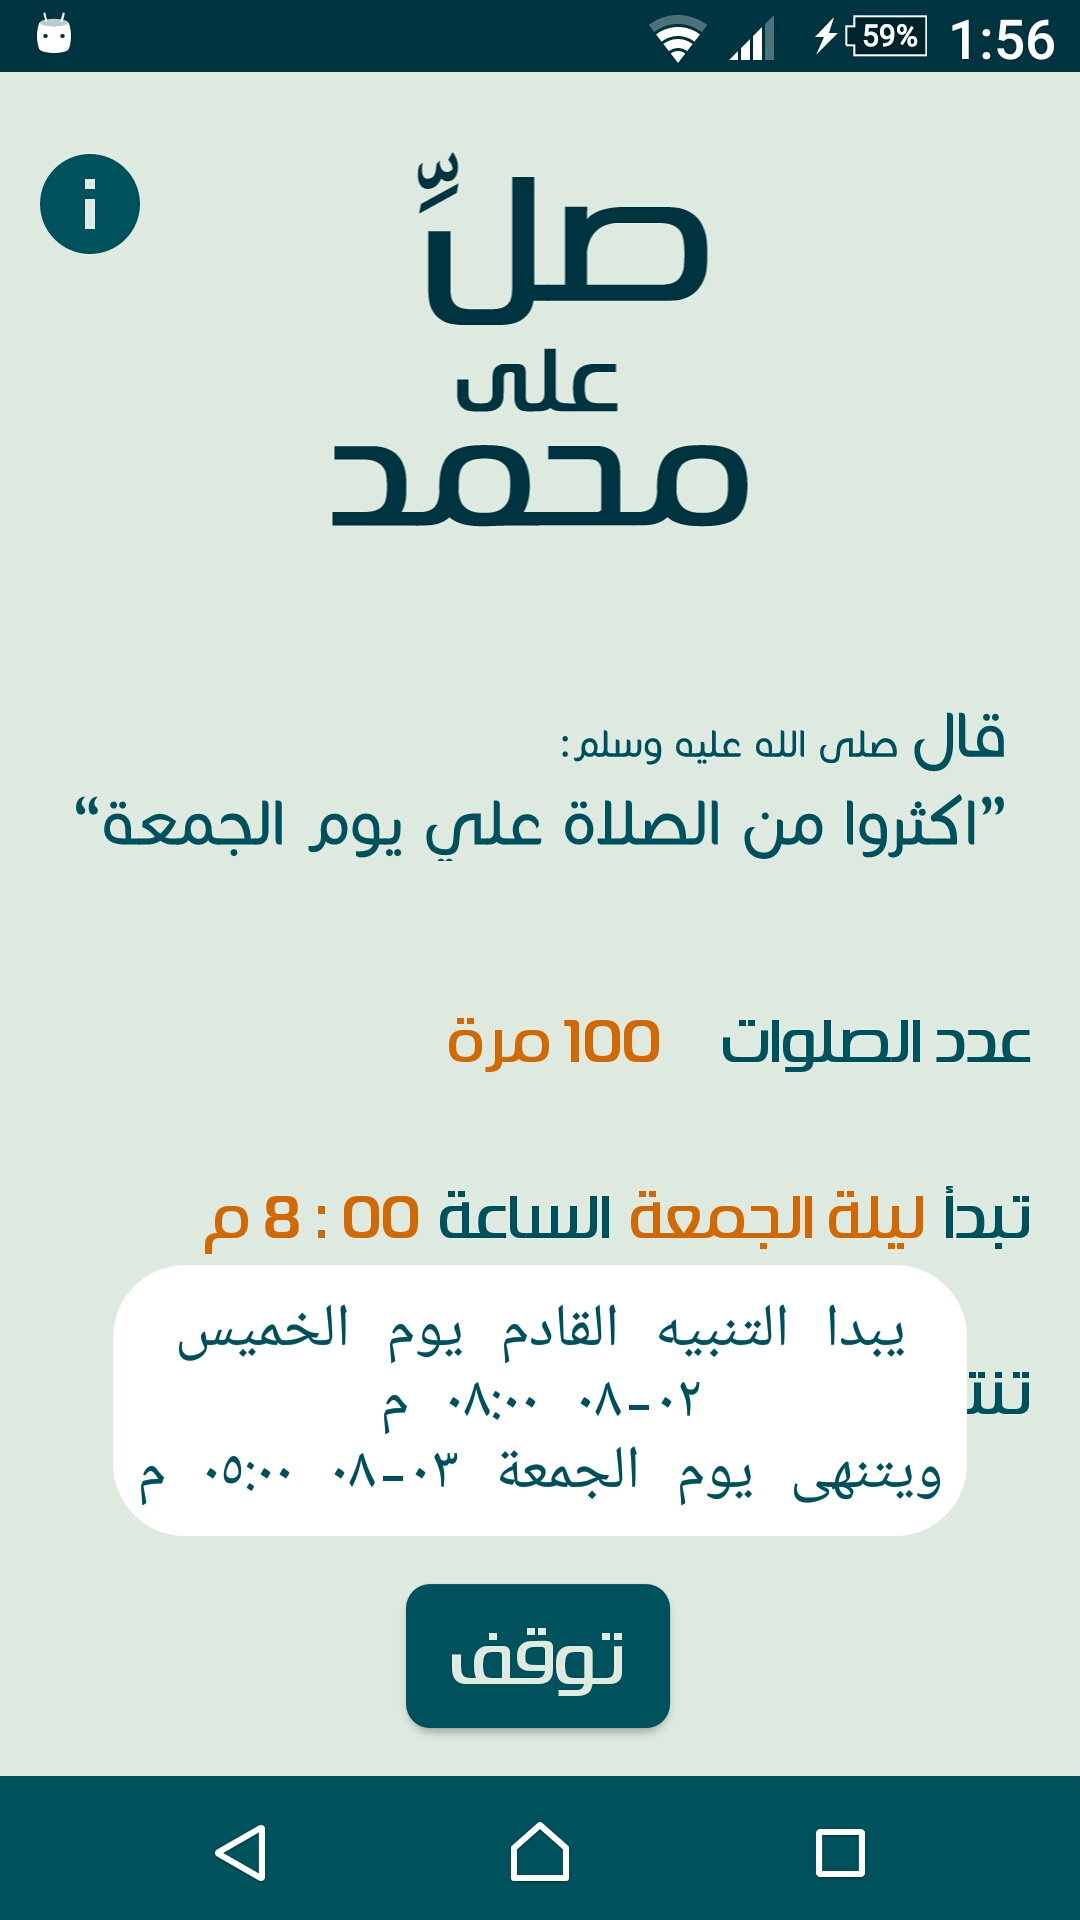 59% 1:56
i
صلِّ
على
محمد
قال صلى الله عليه وسلم:
”اكثروا من الصلاة علي يوم الجمعة“
عدد الصلوات 100 مرة
تبدأ ليلة الجمعة الساعة 00 : 8 م
يبدا التنبيه القادم يوم الخميس
٠٨-٠٢ ٠٨:٠٠ م
وينتهى يوم الجمعة ٠٨-٠٣ ٠٥:٠٠ م
توقف